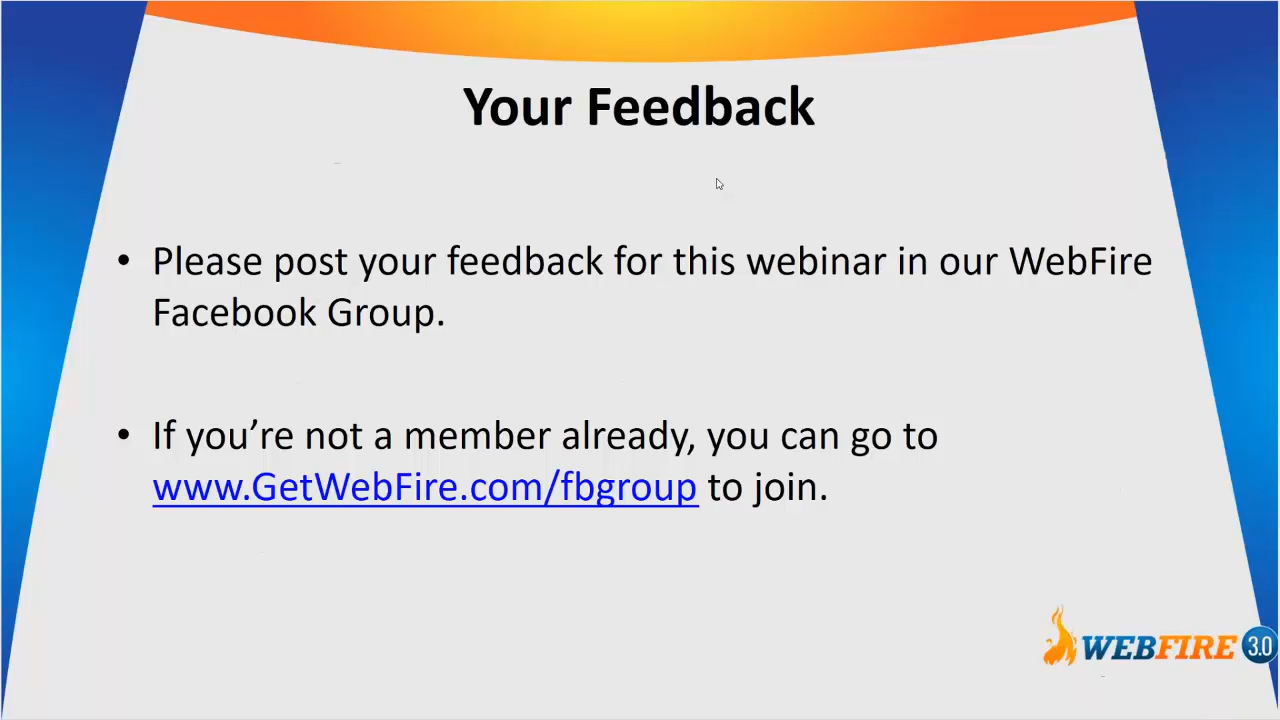 Your Feedback
• Please post your feedback for this webinar in our WebFire
Facebook Group.
• If you’re not a member already, you can go to
www.GetWebFire.com/fbgroup to join.
WEBFIRE 3.0